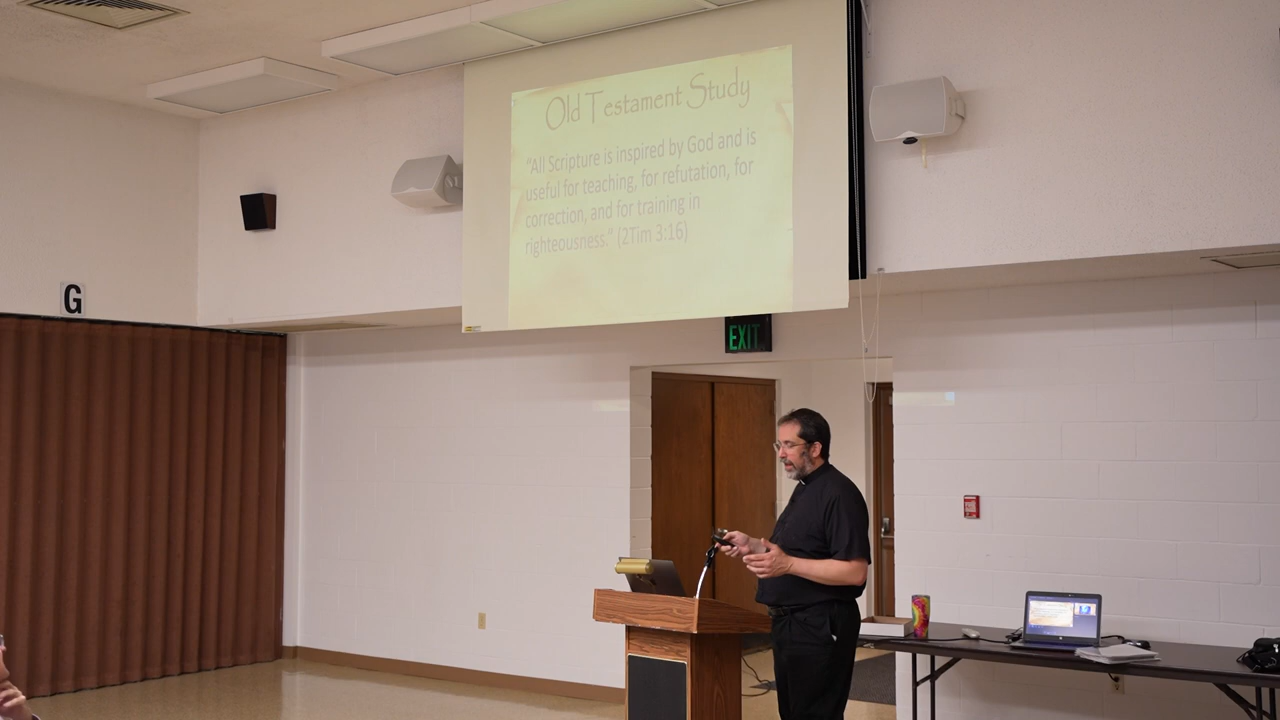 Old Testament Study
"All Scripture is inspired by God and is
useful for teaching, for refutation, for
correction, and for training in
righteousness." (2Tim 3:16)
G
EXIT